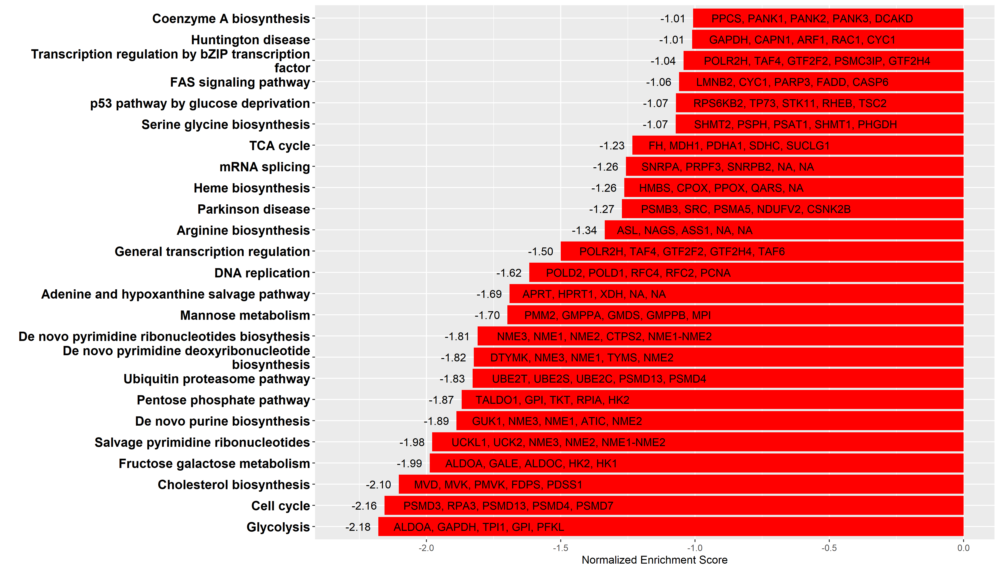 Coenzyme A biosynthesis -1.01 PPCS, PANK1, PANK2, PANK3, DCAKD
Huntington disease -1.01 GAPDH, CAPN1, ARF1, RAC1, CYC1
Transcription regulation by bZIP transcription
factor -1.04 POLR2H, TAF4, GTF2F2, PSMC3IP, GTF2H4
FAS signaling pathway -1.06 LMNB2, CYC1, PARP3, FADD, CASP6
p53 pathway by glucose deprivation -1.07 RPS6KB2, TP73, STK11, RHEB, TSC2
Serine glycine biosynthesis -1.07 SHMT2, PSPH, PSAT1, SHMT1, PHGDH
TCA cycle -1.23 FH, MDH1, PDHA1, SDHC, SUCLG1
mRNA splicing -1.26 SNRPA, PRPF3, SNRPB2, NA, NA
Heme biosynthesis -1.26 HMBS, CPOX, PPOX, QARS, NA
Parkinson disease -1.27 PSMB3, SRC, PSMA5, NDUFV2, CSNK2B
Arginine biosynthesis -1.34 ASL, NAGS, ASS1, NA, NA
General transcription regulation -1.50 POLR2H, TAF4, GTF2F2, GTF2H4, TAF6
DNA replication -1.62 POLD2, POLD1, RFC4, RFC2, PCNA
Adenine and hypoxanthine salvage pathway -1.69 APRT, HPRT1, XDH, NA, NA
Mannose metabolism -1.70 PMM2, GMPPA, GMDS, GMPPB, MPI
De novo pyrimidine ribonucleotides biosythesis -1.81 NME3, NME1, NME2, CTPS2, NME1-NME2
De novo pyrimidine deoxyribonucleotide
biosynthesis -1.82 DTYMK, NME3, NME1, TYMS, NME2
Ubiquitin proteasome pathway -1.83 UBE2T, UBE2S, UBE2C, PSMD13, PSMD4
Pentose phosphate pathway -1.87 TALDO1, GPI, TKT, RPIA, HK2
De novo purine biosynthesis -1.89 GUK1, NME3, NME1, ATIC, NME2
Salvage pyrimidine ribonucleotides -1.98 UCKL1, UCK2, NME3, NME2, NME1-NME2
Fructose galactose metabolism -1.99 ALDOA, GALE, ALDOC, HK2, HK1
Cholesterol biosynthesis -2.10 MVD, MVK, PMVK, FDPS, PDSS1
Cell cycle -2.16 PSMD3, RPA3, PSMD13, PSMD4, PSMD7
Glycolysis -2.18 ALDOA, GAPDH, TPI1, GPI, PFKL
-2.0 -1.5 -1.0 -0.5 0.0
Normalized Enrichment Score